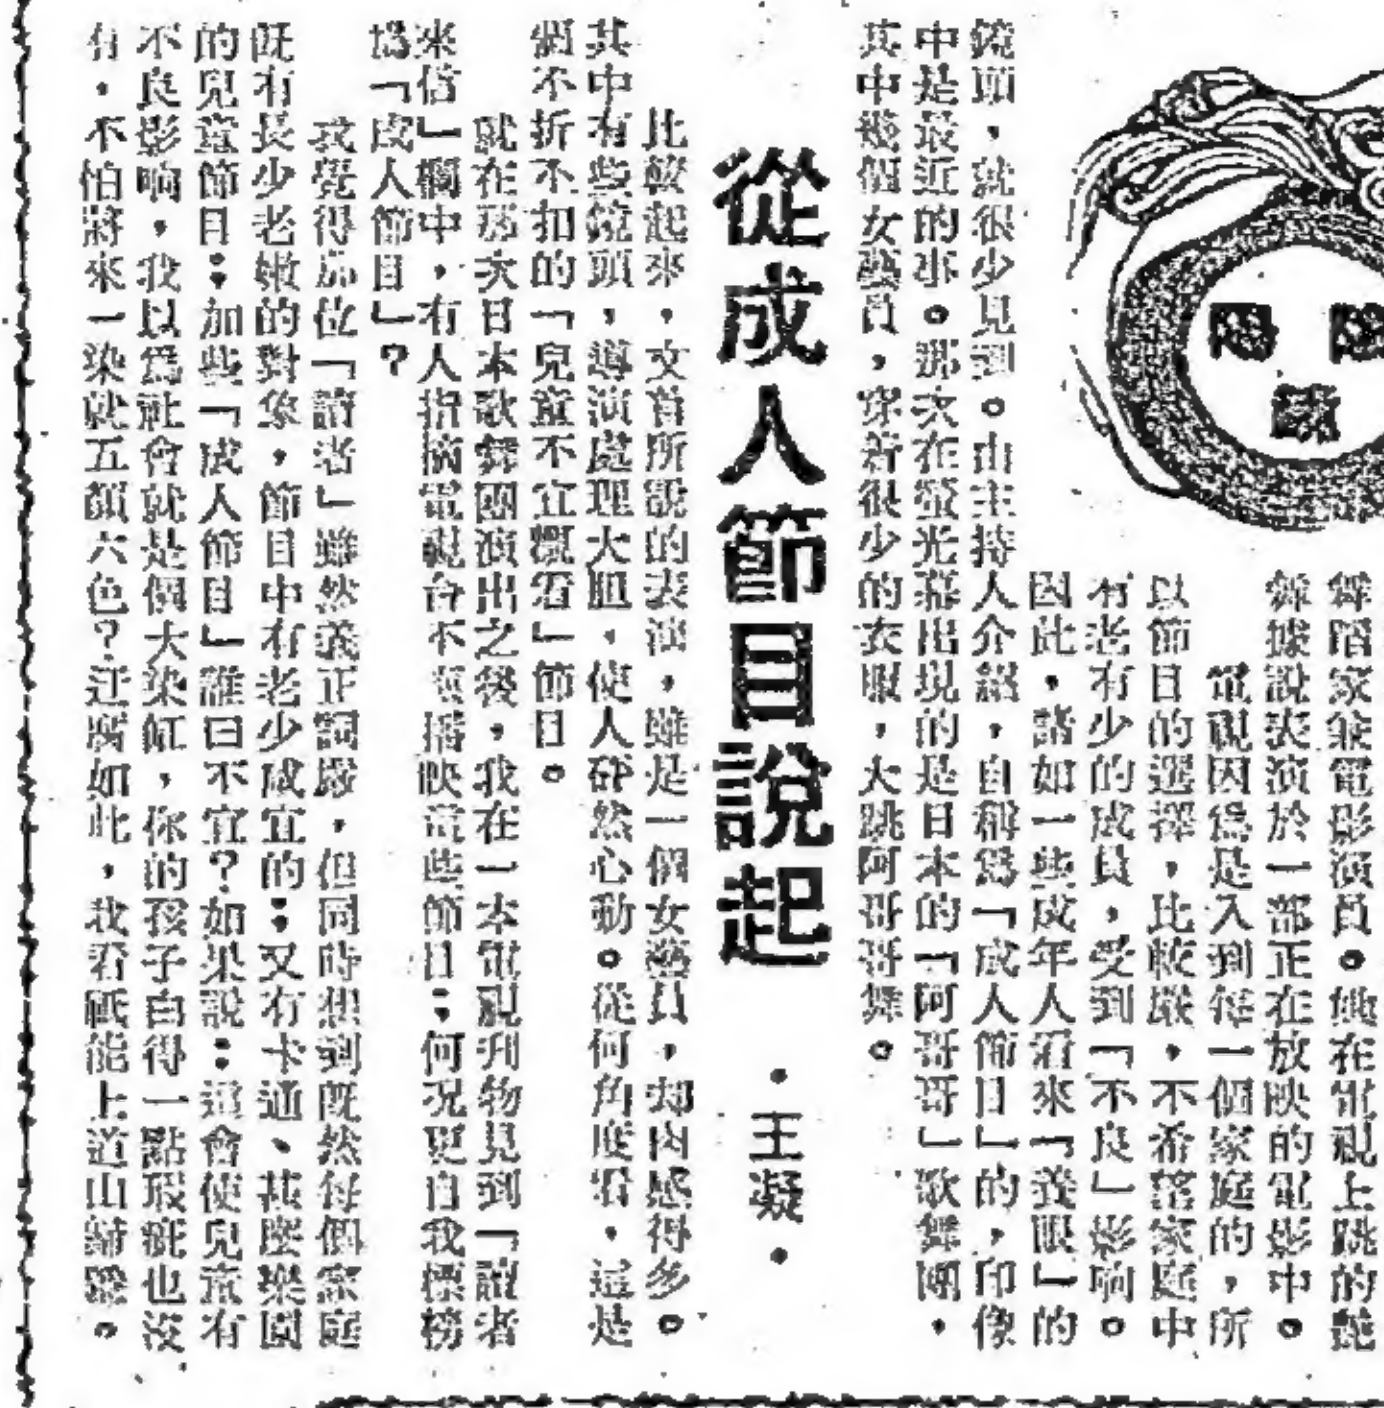 舞蹈家兼電影演員。她在電視上跳的艷
舞據說表演於一部正在放映的電影中。
電視因爲是入到每一個家庭的，所
以節目的選擇，比較嚴，不希望家庭中
有老有少的成員，受到「不良」影响。
因此，諸如一些成年人看來「養眼」的
鏡頭，就很少見到。由主持人介紹，自稱爲「成人節目」的，印像
中是最近的事。那次在螢光幕出現的是日本的「阿哥哥」歌舞團，
其中幾個女藝員，穿着很少的衣服，大跳阿哥哥舞。
從成人節目說起
・王凝・
比較起來，文首所說的表演，雖是一個女藝員，却肉感得多。
其中有些鏡頭，導演處理大胆，使人砰然心動。從何角度看，這是
個不折不扣的「兒童不宜觀看」節目。
就在那次日本歌舞團演出之後，我在一本電視刋物見到「讀者
來信」欄中，有人指摘電視台不應播映這些節目；何況更自我標榜
爲「成人節目」？
我覺得那位「讀者」雖然義正詞嚴，但同時想到既然每個家庭
既有長少老嫩的對象，節目中有老少咸宜的；又有卡通、甚麼樂園
的兒童節目；加些「成人節目」誰曰不宜？如果說：這會使兒童有
不良影响，我以爲社會就是個大染缸，你的孩子白得一點瑕疵也沒
有，不怕將來一染就五顏六色？迂腐如此，我看祇能上道山歸隱。